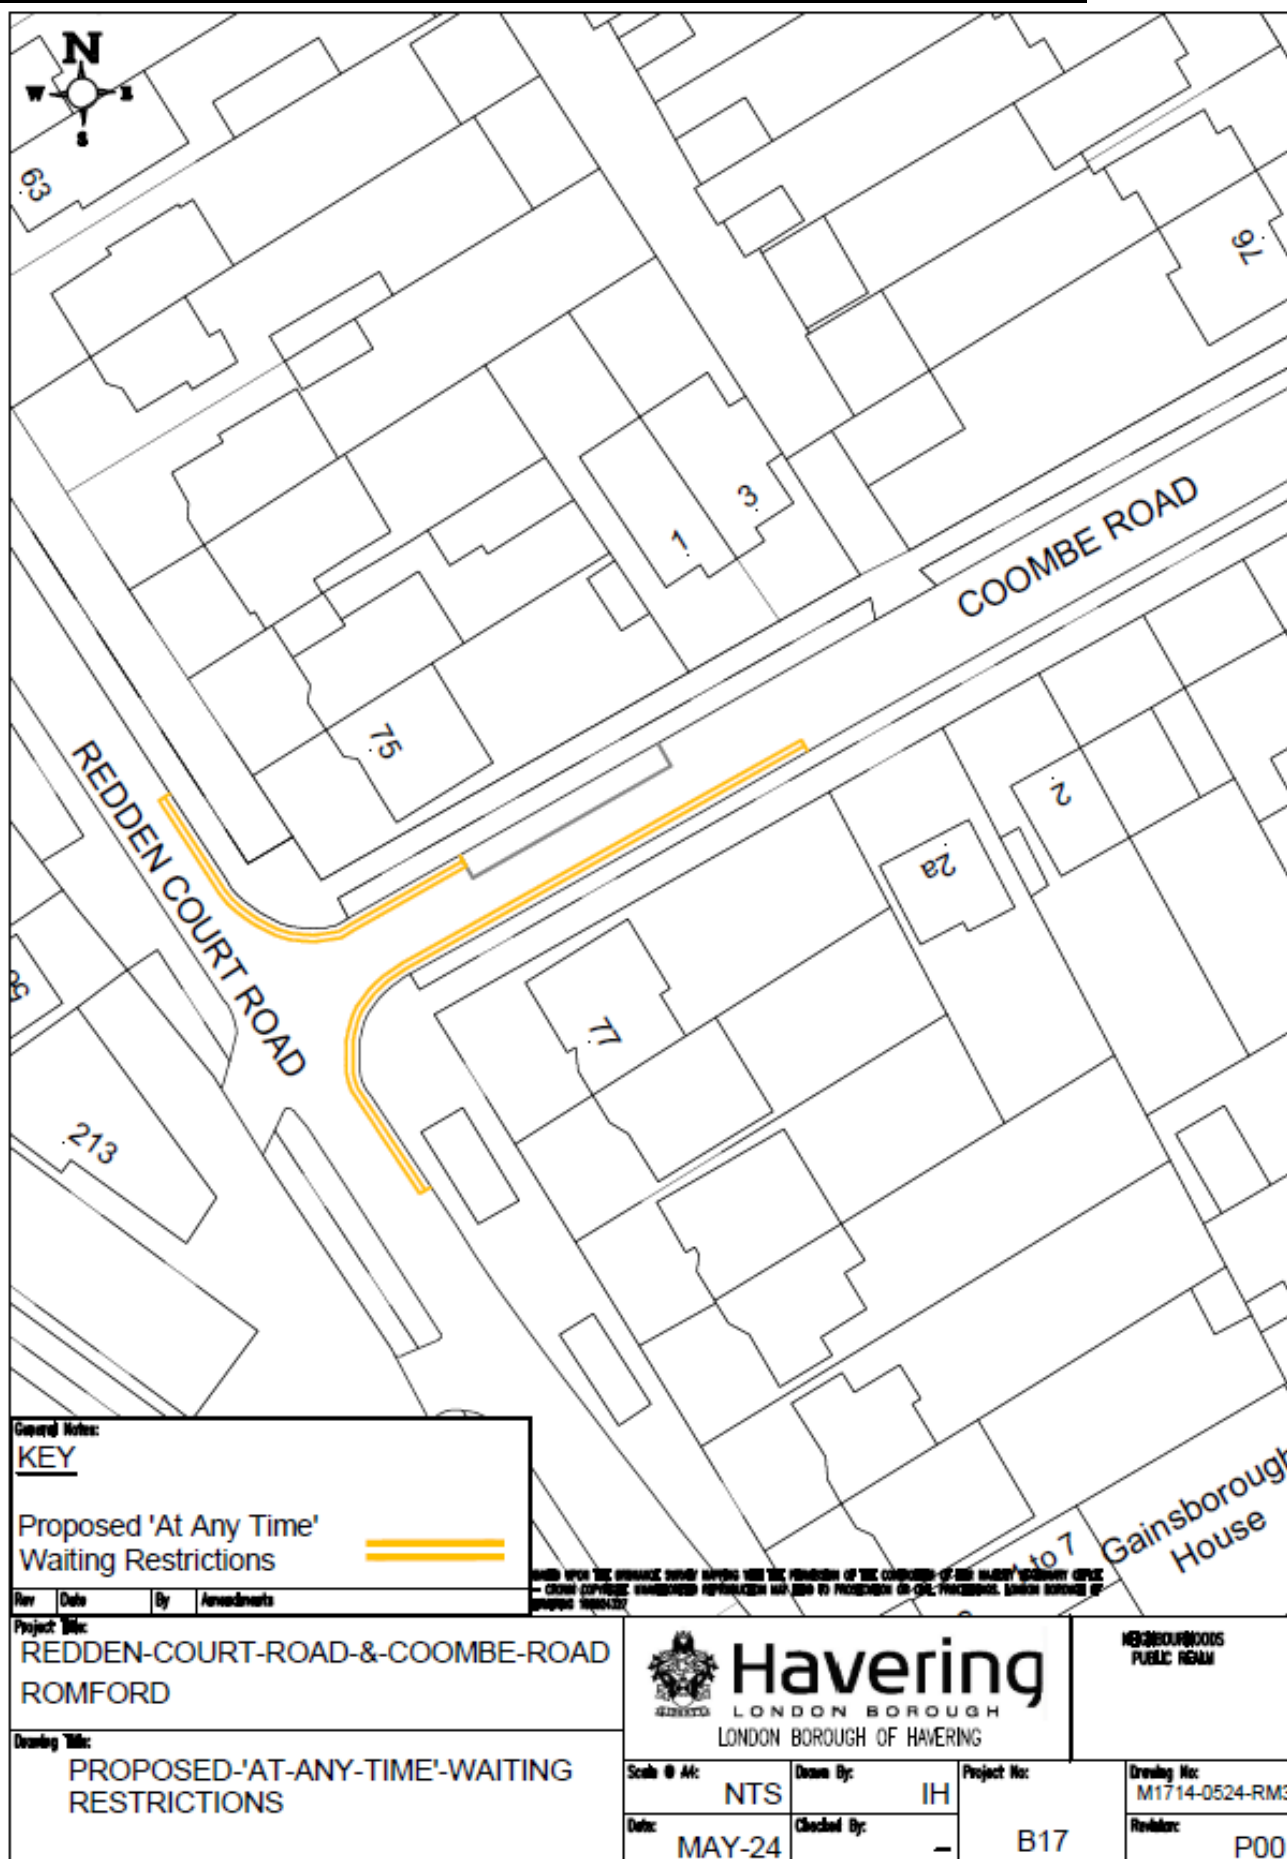 N
W E
S
63
76
3
1
COOMBE ROAD
75
REDDEN COURT ROAD
2
2a
77
213
Gainsborough
House
to 7
General Notes:
KEY
Proposed 'At Any Time'
Waiting Restrictions
Rev Date By Amendments
Project Title:
REDDEN-COURT-ROAD-&-COOMBE-ROAD
ROMFORD
Drawing Title:
PROPOSED-'AT-ANY-TIME'-WAITING
RESTRICTIONS
Havering
LONDON BOROUGH
LONDON BOROUGH OF HAVERING
NEIGHBOURHOODS
PUBLIC REALM
Scale @ A4:
NTS
Drawn By:
IH
Project No:
B17
Drawing No:
M1714-0524-RM3
Date:
MAY-24
Checked By:
–
Revision:
P00